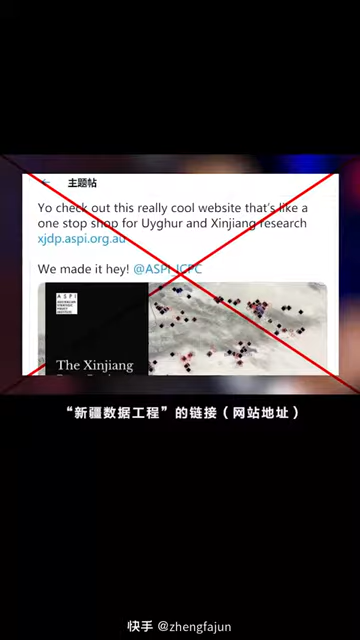 主题帖
Yo check out this really cool website that's like a
one stop shop for Uyghur and Xinjiang research
xjdp.aspi.org.au
We made it hey! @ASPI_ICPC
ASPI
The Xinjiang
“新疆数据工程”的链接（网站地址）
快手 @zhengfajun